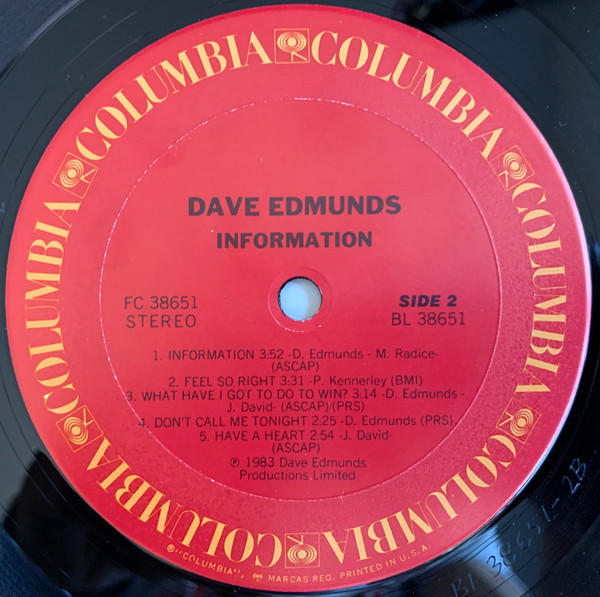 COLUMBIA COLUMBIA COLUMBIA COLUMBIA COLUMBIA COLUMBIA COLUMBIA COLUMBIA
DAVE EDMUNDS
INFORMATION
FC 38651
STEREO
SIDE 2
BL 38651
1. INFORMATION 3:52 -D. Edmunds - M. Radice-
(ASCAP)
2. FEEL SO RIGHT 3:31 -P. Kennerley (BMI)
3. WHAT HAVE I GOT TO DO TO WIN? 3:14 -D. Edmunds -
J. David- (ASCAP)/(PRS)
4. DON'T CALL ME TONIGHT 2:25 -D. Edmunds (PRS)
5. HAVE A HEART 2:54 -J. David-
(ASCAP)
℗ 1983 Dave Edmunds
Productions Limited
®"COLUMBIA", MARCAS REG. PRINTED IN U.S.A.
BL 38651-2B